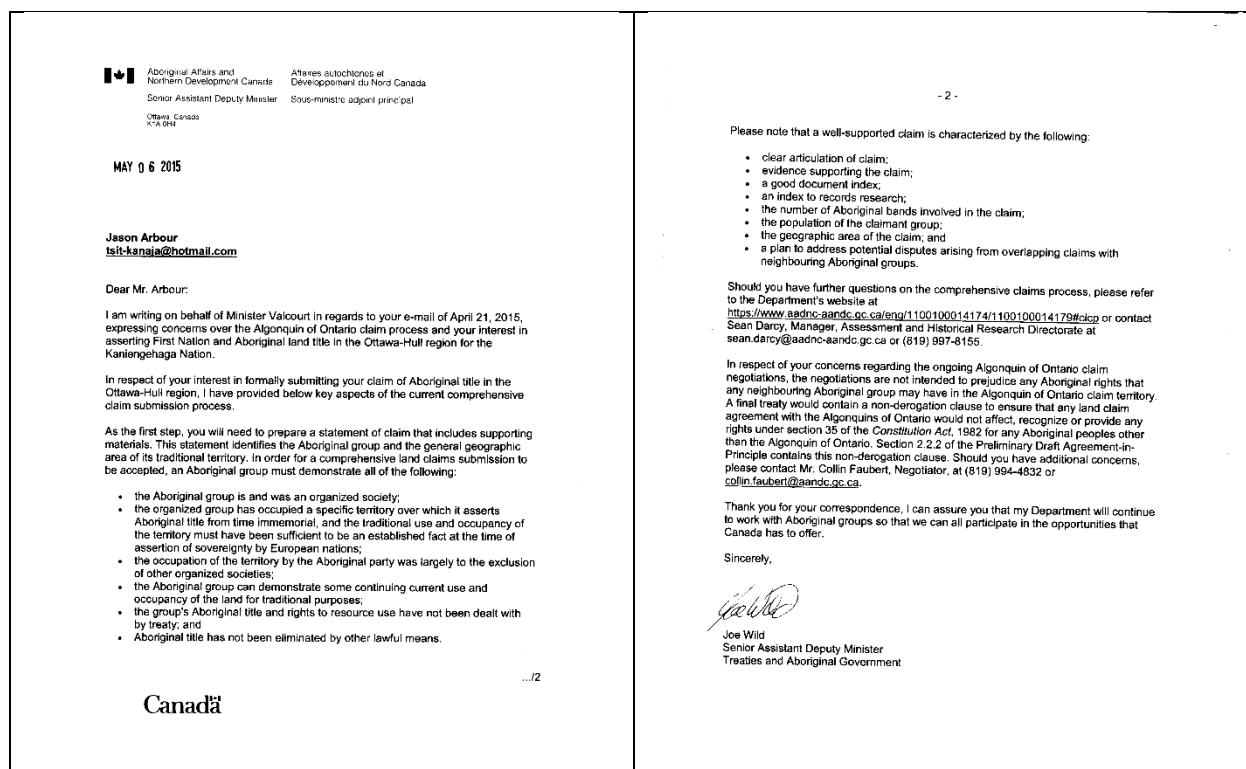 Aboriginal Affairs and
Northern Development Canada
Affaires autochtones et
Développement du Nord Canada
Senior Assistant Deputy Minister
Sous-ministre adjoint principal
Ottawa, Canada
K1A 0H4
MAY 0 6 2015
Jason Arbour
tsit-kanaja@hotmail.com
Dear Mr. Arbour:
I am writing on behalf of Minister Valcourt in regards to your e-mail of April 21, 2015,
expressing concerns over the Algonquin of Ontario claim process and your interest in
asserting First Nation and Aboriginal land title in the Ottawa-Hull region for the
Kaniengehaga Nation.
In respect of your interest in formally submitting your claim of Aboriginal title in the
Ottawa-Hull region, I have provided below key aspects of the current comprehensive
claim submission process.
As the first step, you will need to prepare a statement of claim that includes supporting
materials. This statement identifies the Aboriginal group and the general geographic
area of its traditional territory. In order for a comprehensive land claims submission to
be accepted, an Aboriginal group must demonstrate all of the following:
• the Aboriginal group is and was an organized society;
• the organized group has occupied a specific territory over which it asserts
Aboriginal title from time immemorial, and the traditional use and occupancy of
the territory must have been sufficient to be an established fact at the time of
assertion of sovereignty by European nations;
• the occupation of the territory by the Aboriginal party was largely to the exclusion
of other organized societies;
• the Aboriginal group can demonstrate some continuing current use and
occupancy of the land for traditional purposes;
• the group's Aboriginal title and rights to resource use have not been dealt with
by treaty; and
• Aboriginal title has not been eliminated by other lawful means.
.../2
Canada
- 2 -
Please note that a well-supported claim is characterized by the following:
• clear articulation of claim;
• evidence supporting the claim;
• a good document index;
• an index to records research;
• the number of Aboriginal bands involved in the claim;
• the population of the claimant group;
• the geographic area of the claim; and
• a plan to address potential disputes arising from overlapping claims with
neighbouring Aboriginal groups.
Should you have further questions on the comprehensive claims process, please refer
to the Department's website at
https://www.aadnc-aandc.gc.ca/eng/1100100014174/1100100014179#clcp or contact
Sean Darcy, Manager, Assessment and Historical Research Directorate at
sean.darcy@aadnc-aandc.gc.ca or (819) 997-8155.
In respect of your concerns regarding the ongoing Algonquin of Ontario claim
negotiations, the negotiations are not intended to prejudice any Aboriginal rights that
any neighbouring Aboriginal group may have in the Algonquin of Ontario claim territory.
A final treaty would contain a non-derogation clause to ensure that any land claim
agreement with the Algonquins of Ontario would not affect, recognize or provide any
rights under section 35 of the Constitution Act, 1982 for any Aboriginal peoples other
than the Algonquin of Ontario. Section 2.2.2 of the Preliminary Draft Agreement-in-
Principle contains this non-derogation clause. Should you have additional concerns,
please contact Mr. Collin Faubert, Negotiator, at (819) 994-4832 or
collin.faubert@aandc.gc.ca.
Thank you for your correspondence, I can assure you that my Department will continue
to work with Aboriginal groups so that we can all participate in the opportunities that
Canada has to offer.
Sincerely,
Joe Wild
Joe Wild
Senior Assistant Deputy Minister
Treaties and Aboriginal Government